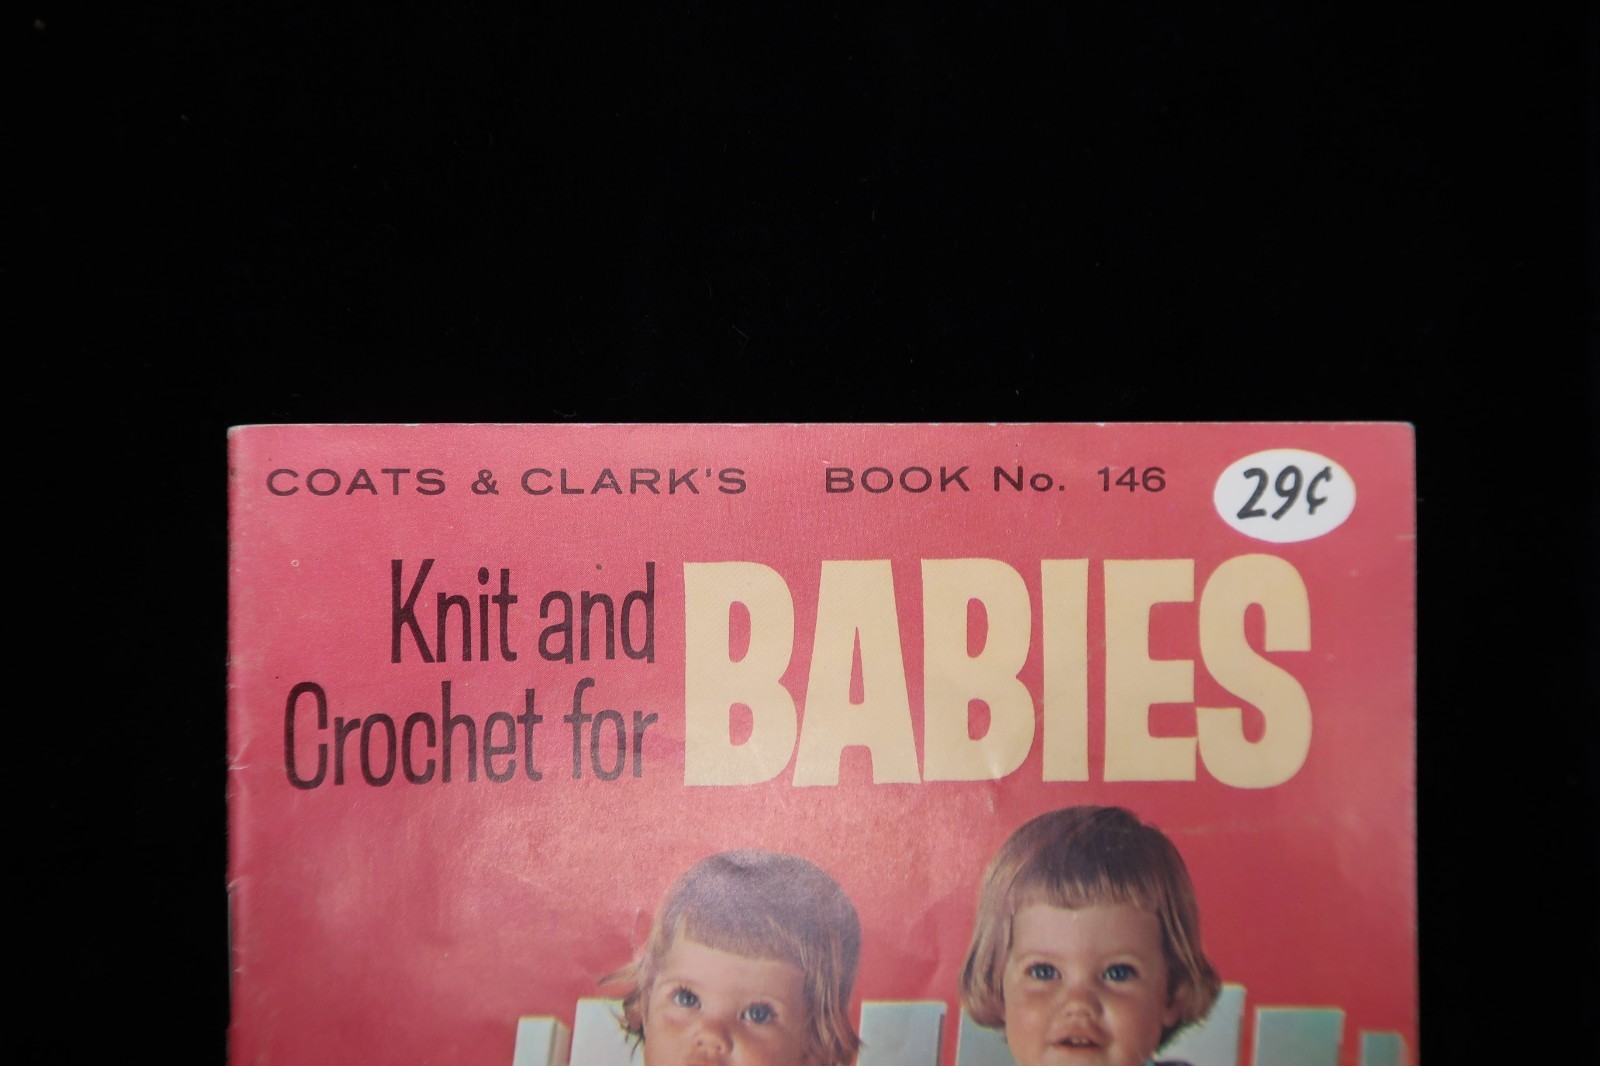 COATS & CLARK'S BOOK No. 146 29¢
Knit and
Crochet for BABIES